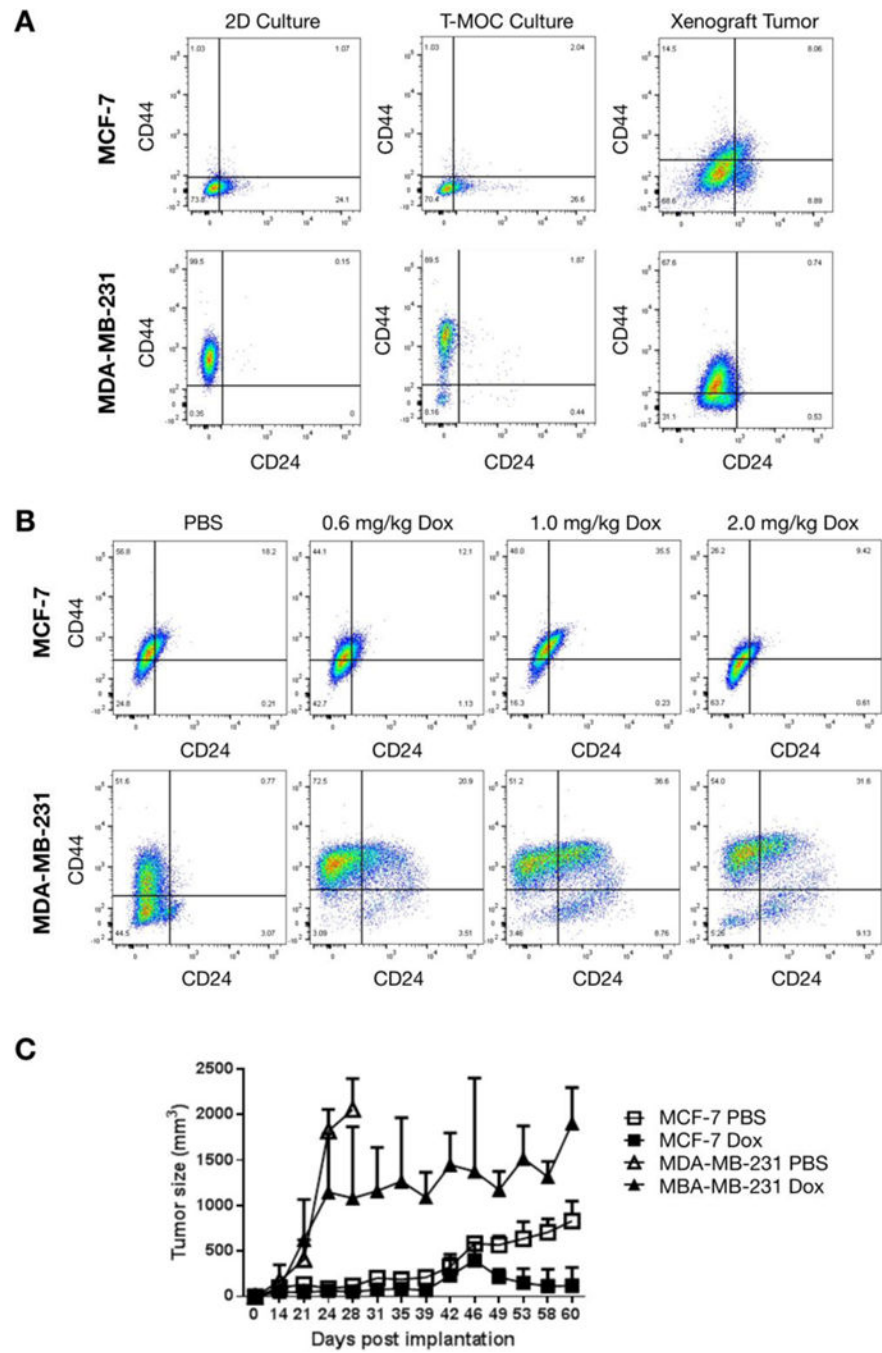 A
2D Culture T-MOC Culture Xenograft Tumor
MCF-7
CD44 CD44 CD44
1.03 1.07 1.03 2.04 14.5 8.06
73.8 24.1 70.4 26.6 68.6 8.89
MDA-MB-231
CD44 CD44 CD44
99.5 0.15 89.5 1.87 67.6 0.74
0.35 0 8.16 0.44 31.1 0.53
CD24 CD24 CD24
B
PBS 0.6 mg/kg Dox 1.0 mg/kg Dox 2.0 mg/kg Dox
MCF-7
CD44
56.8 18.2 44.1 12.1 48.0 35.5 26.2 9.42
24.8 0.21 42.7 1.13 16.3 0.23 63.7 0.61
CD24 CD24 CD24 CD24
MDA-MB-231
CD44
51.6 0.77 72.5 20.9 51.2 36.6 54.0 31.6
44.5 3.07 3.09 3.51 3.46 8.76 5.26 9.13
CD24 CD24 CD24 CD24
C
Tumor size (mm³)
2500
2000
1500
1000
500
0
0 14 21 24 28 31 35 39 42 46 49 53 58 60
Days post implantation
MCF-7 PBS
MCF-7 Dox
MDA-MB-231 PBS
MBA-MB-231 Dox